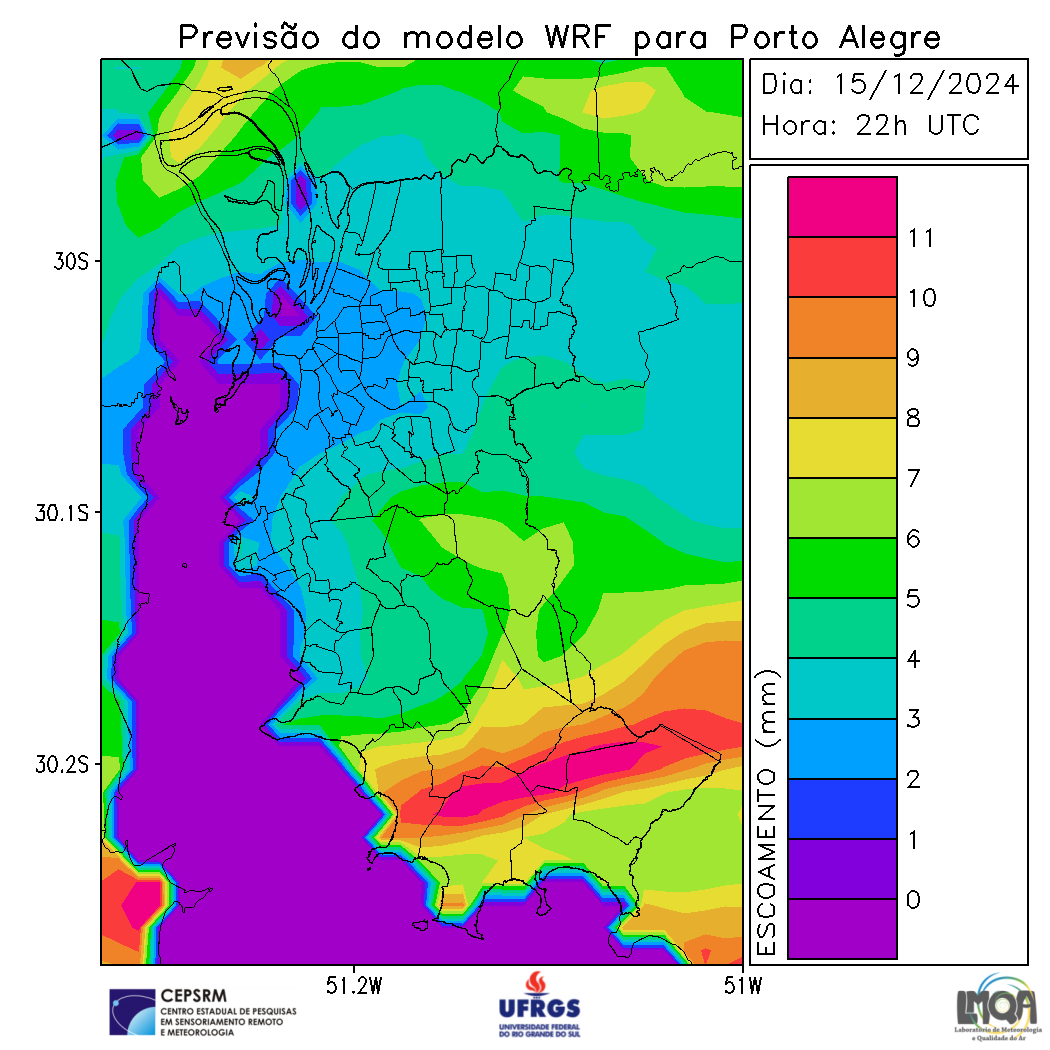 Previsão do modelo WRF para Porto Alegre
Dia: 15/12/2024
Hora: 22h UTC
11
10
9
8
7
6
5
4
3
2
1
0
ESCOAMENTO (mm)
30S
30.1S
30.2S
51.2W
51W
CEPSRM
CENTRO ESTADUAL DE PESQUISAS
EM SENSORIAMENTO REMOTO
E METEOROLOGIA
UFRGS
UNIVERSIDADE FEDERAL
DO RIO GRANDE DO SUL
LMQA
Laboratório de Meteorologia
e Qualidade do Ar